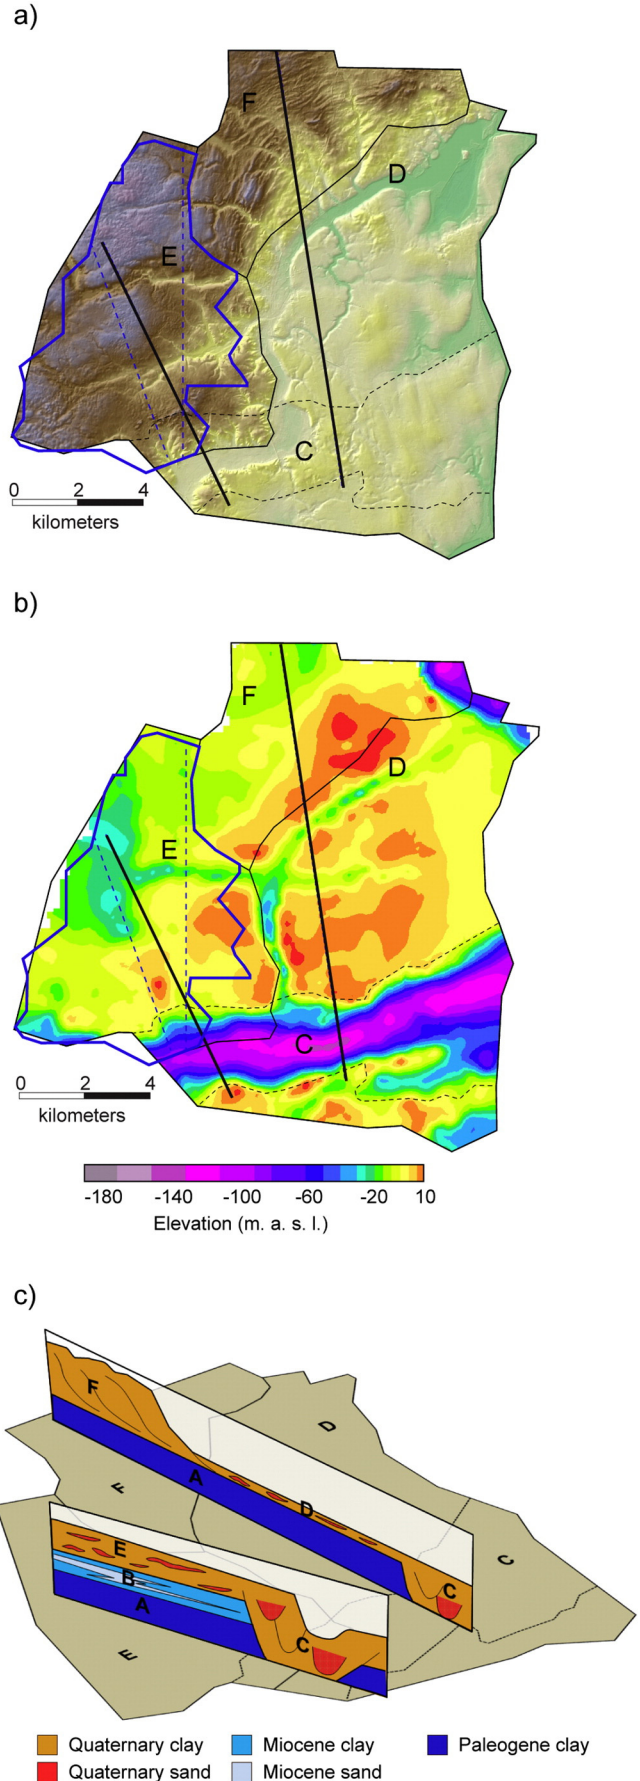 a)
F
D
E
C
0 2 4
kilometers
b)
F
D
E
C
0 2 4
kilometers
-180 -140 -100 -60 -20 10
Elevation (m. a. s. l.)
c)
F
D
A
F
D
E
C
B
C
A
C
E
Quaternary clay Miocene clay Paleogene clay
Quaternary sand Miocene sand